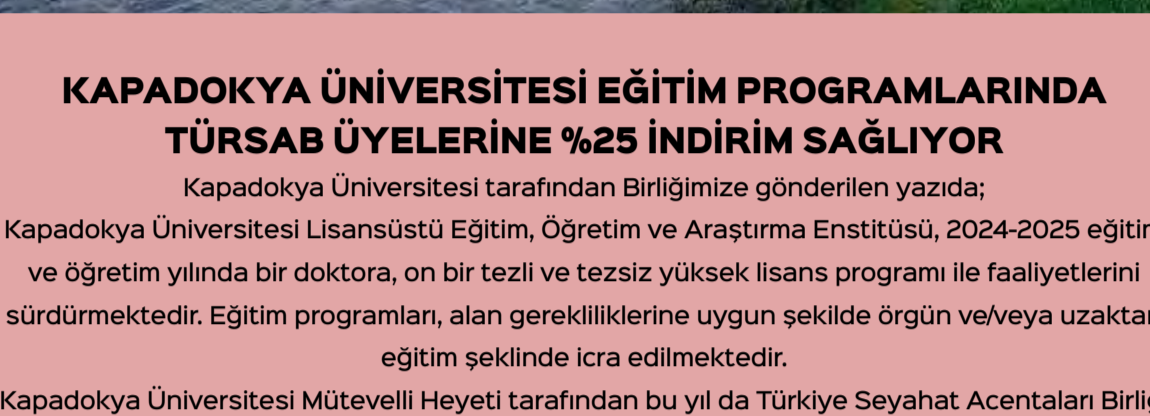 KAPADOKYA ÜNİVERSİTESİ EĞİTİM PROGRAMLARINDA
TÜRSAB ÜYELERİNE %25 İNDİRİM SAĞLIYOR
Kapadokya Üniversitesi tarafından Birliğimize gönderilen yazıda;
Kapadokya Üniversitesi Lisansüstü Eğitim, Öğretim ve Araştırma Enstitüsü, 2024-2025
ve öğretim yılında bir doktora, on bir tezli ve tezsiz yüksek lisans programı ile faaliyetlerini
sürdürmektedir. Eğitim programları, alan gerekliliklerine uygun şekilde örgün ve/veya
eğitim şeklinde icra edilmektedir.
Kapadokya Üniversitesi Mütevelli Heyeti tarafından bu yıl da Türkiye Seyahat Acentaları